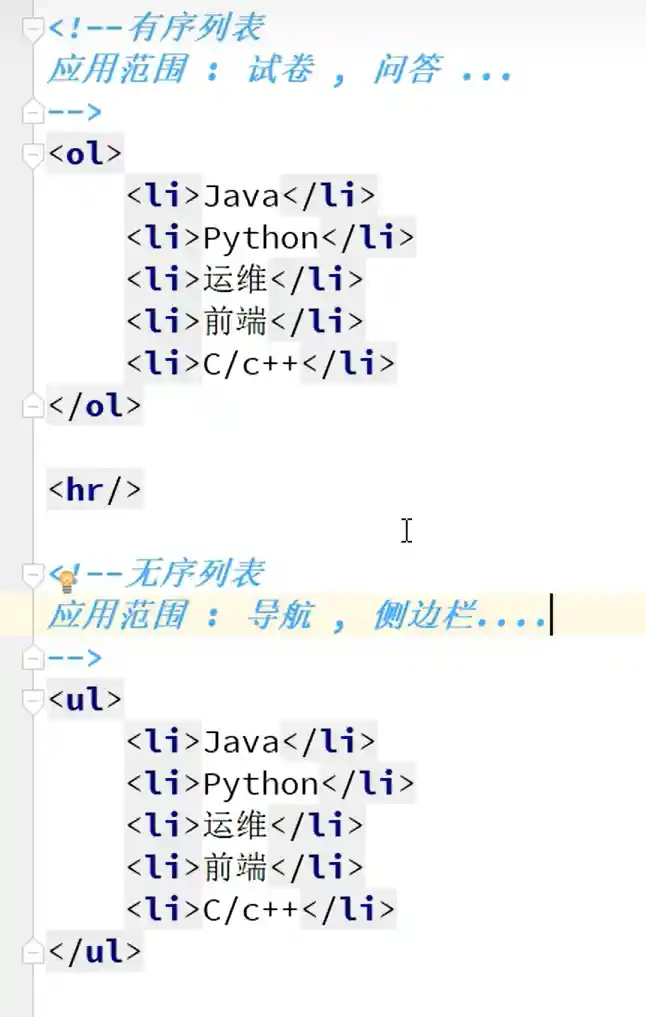 <!--有序列表
应用范围 : 试卷 , 问答 ...
-->
<ol>
<li>Java</li>
<li>Python</li>
<li>运维</li>
<li>前端</li>
<li>C/c++</li>
</ol>
<hr/>
<!--无序列表
应用范围 : 导航 , 侧边栏....
-->
<ul>
<li>Java</li>
<li>Python</li>
<li>运维</li>
<li>前端</li>
<li>C/c++</li>
</ul>